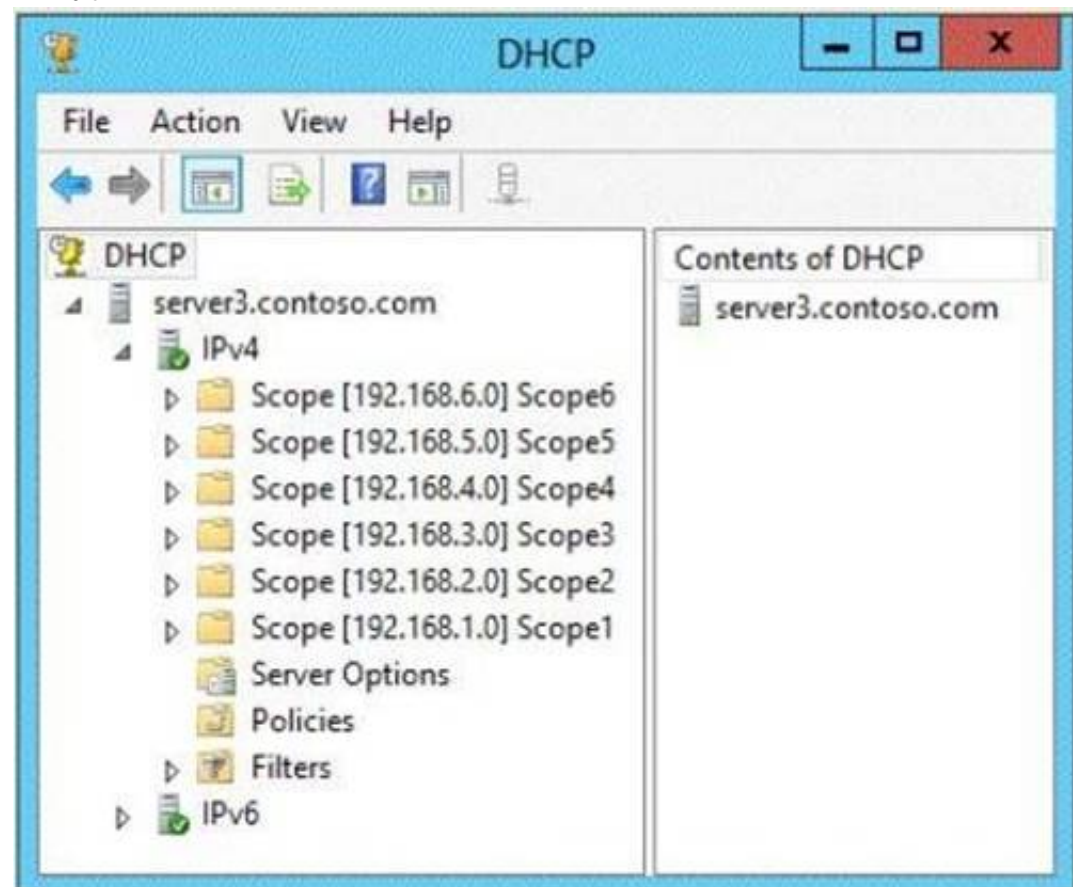 DHCP
File Action View Help
DHCP
server3.contoso.com
IPv4
Scope [192.168.6.0] Scope6
Scope [192.168.5.0] Scope5
Scope [192.168.4.0] Scope4
Scope [192.168.3.0] Scope3
Scope [192.168.2.0] Scope2
Scope [192.168.1.0] Scope1
Server Options
Policies
Filters
IPv6
Contents of DHCP
server3.contoso.com